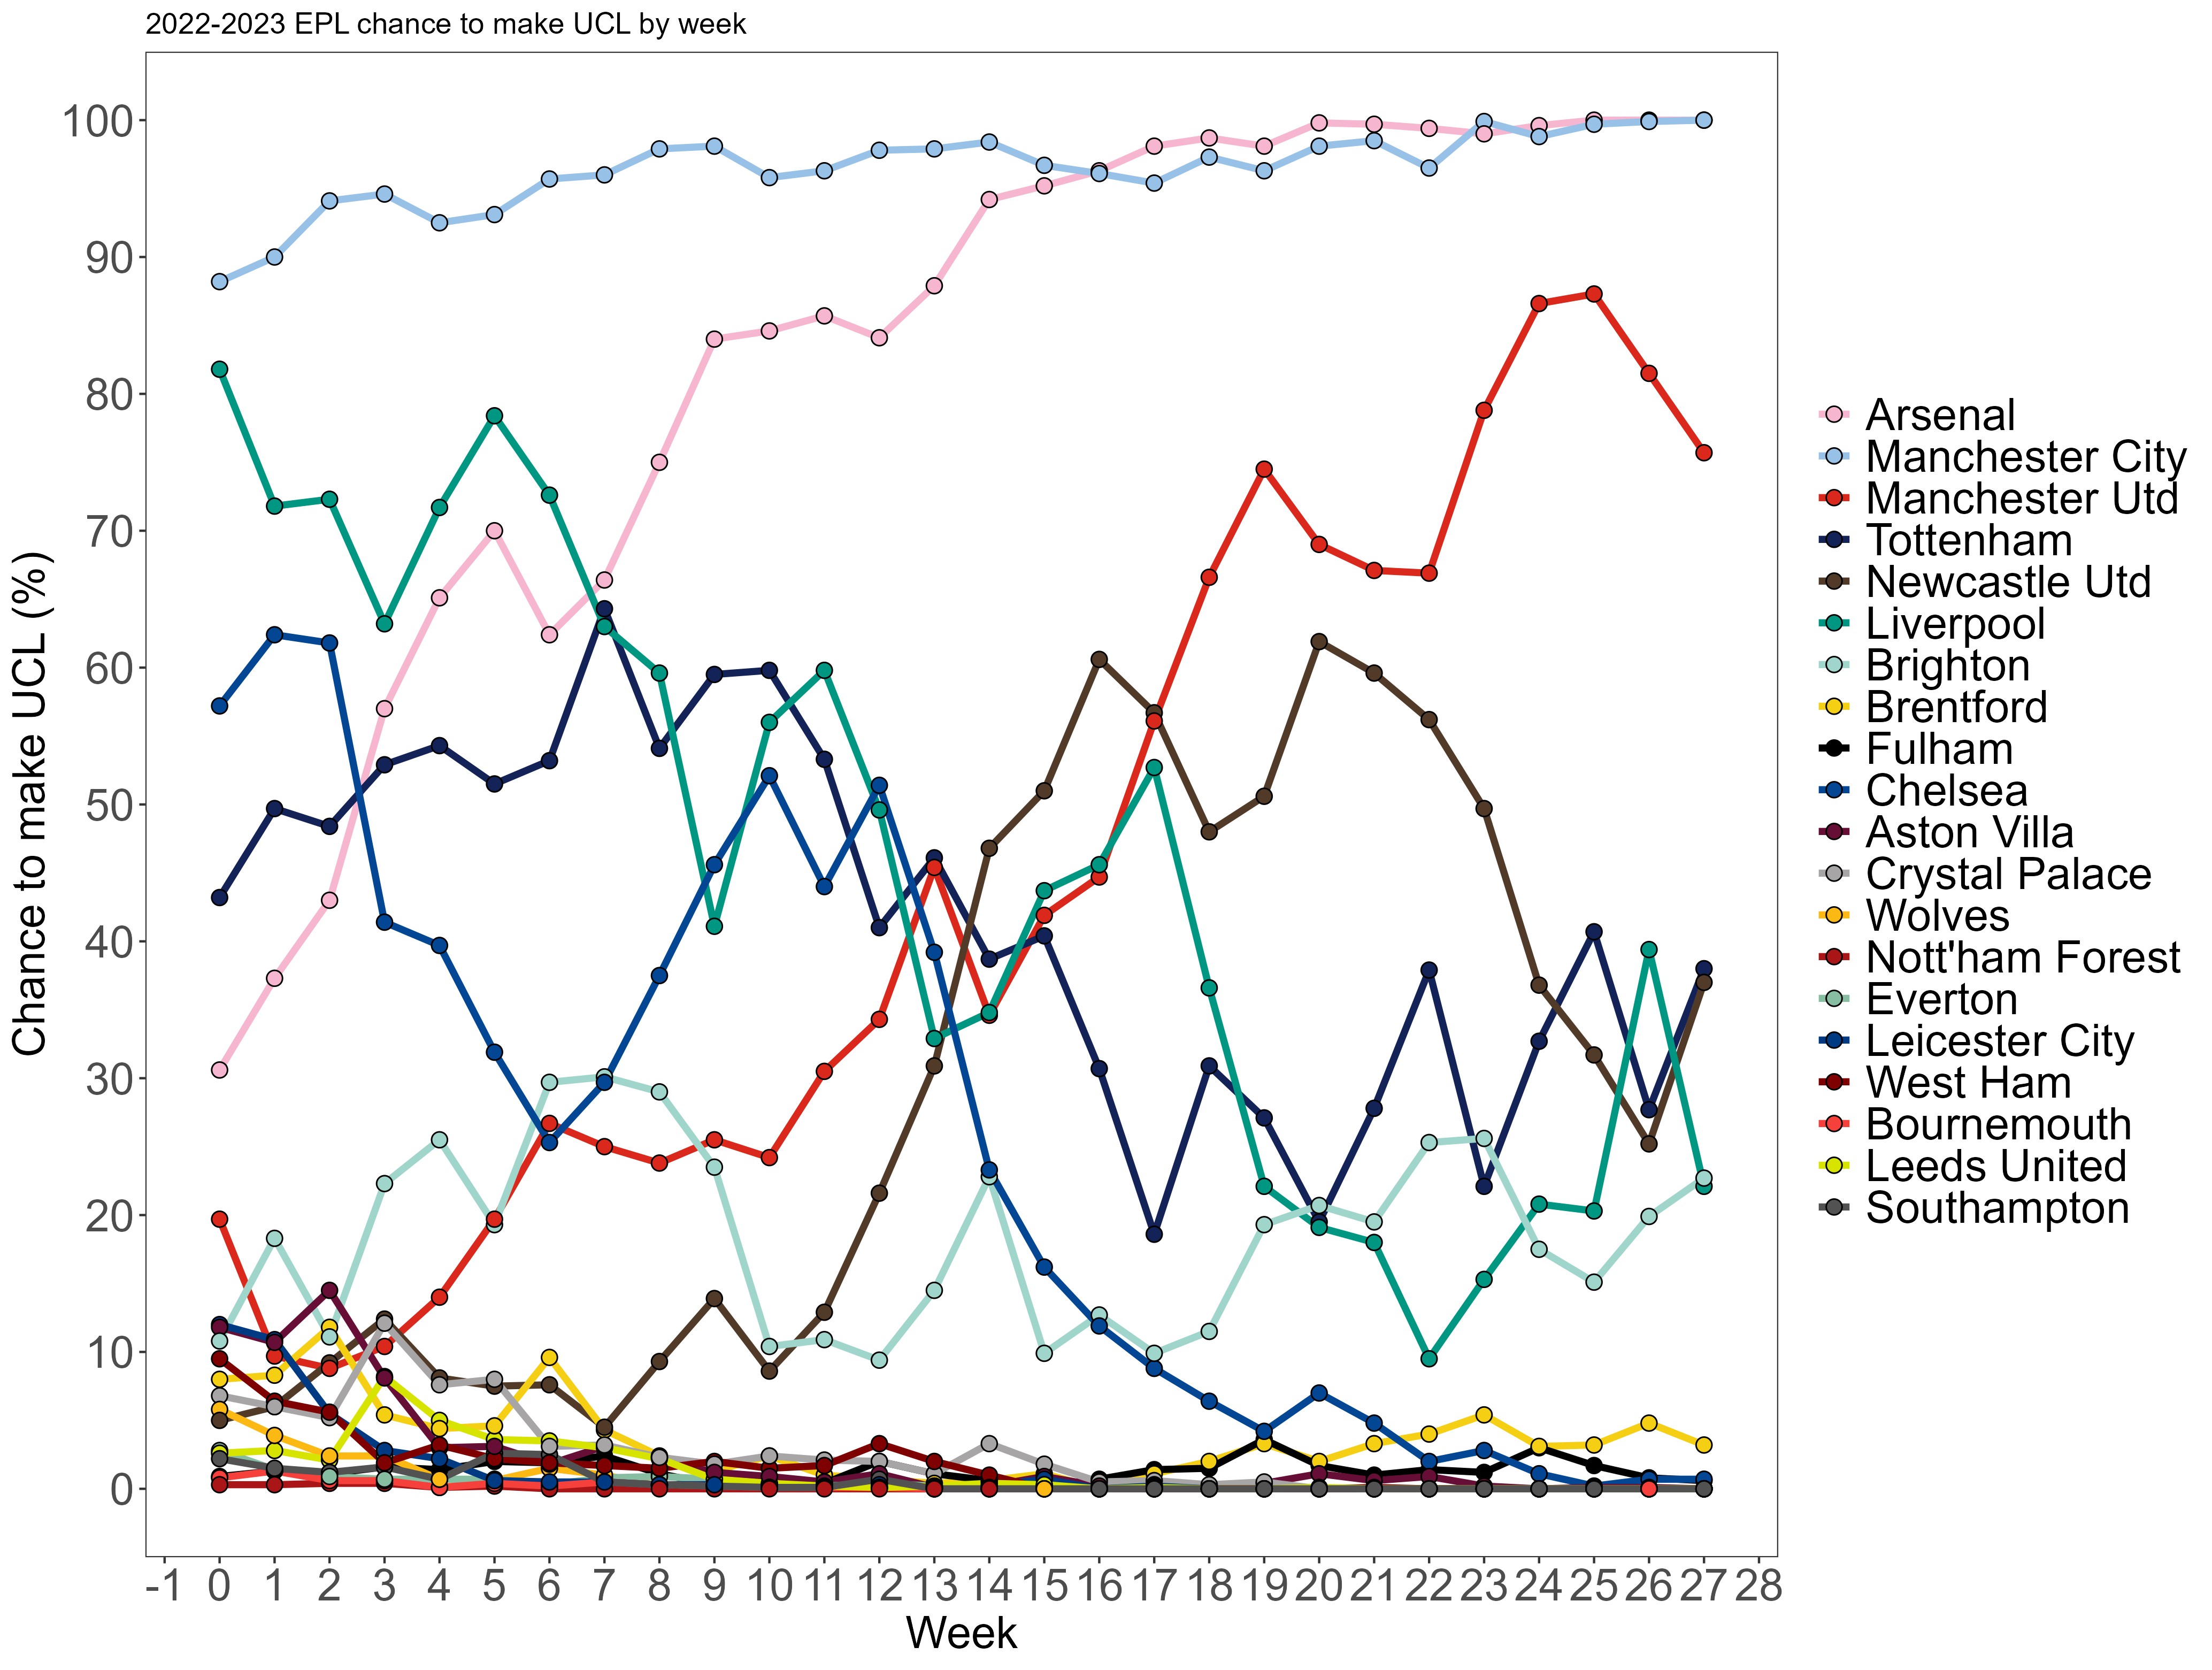 2022-2023 EPL chance to make UCL by week
Chance to make UCL (%)
100
90
80
70
60
50
40
30
20
10
0
-1 0 1 2 3 4 5 6 7 8 9 10 11 12 13 14 15 16 17 18 19 20 21 22 23 24 25 26 27 28
Week
Arsenal
Manchester City
Manchester Utd
Tottenham
Newcastle Utd
Liverpool
Brighton
Brentford
Fulham
Chelsea
Aston Villa
Crystal Palace
Wolves
Nott'ham Forest
Everton
Leicester City
West Ham
Bournemouth
Leeds United
Southampton